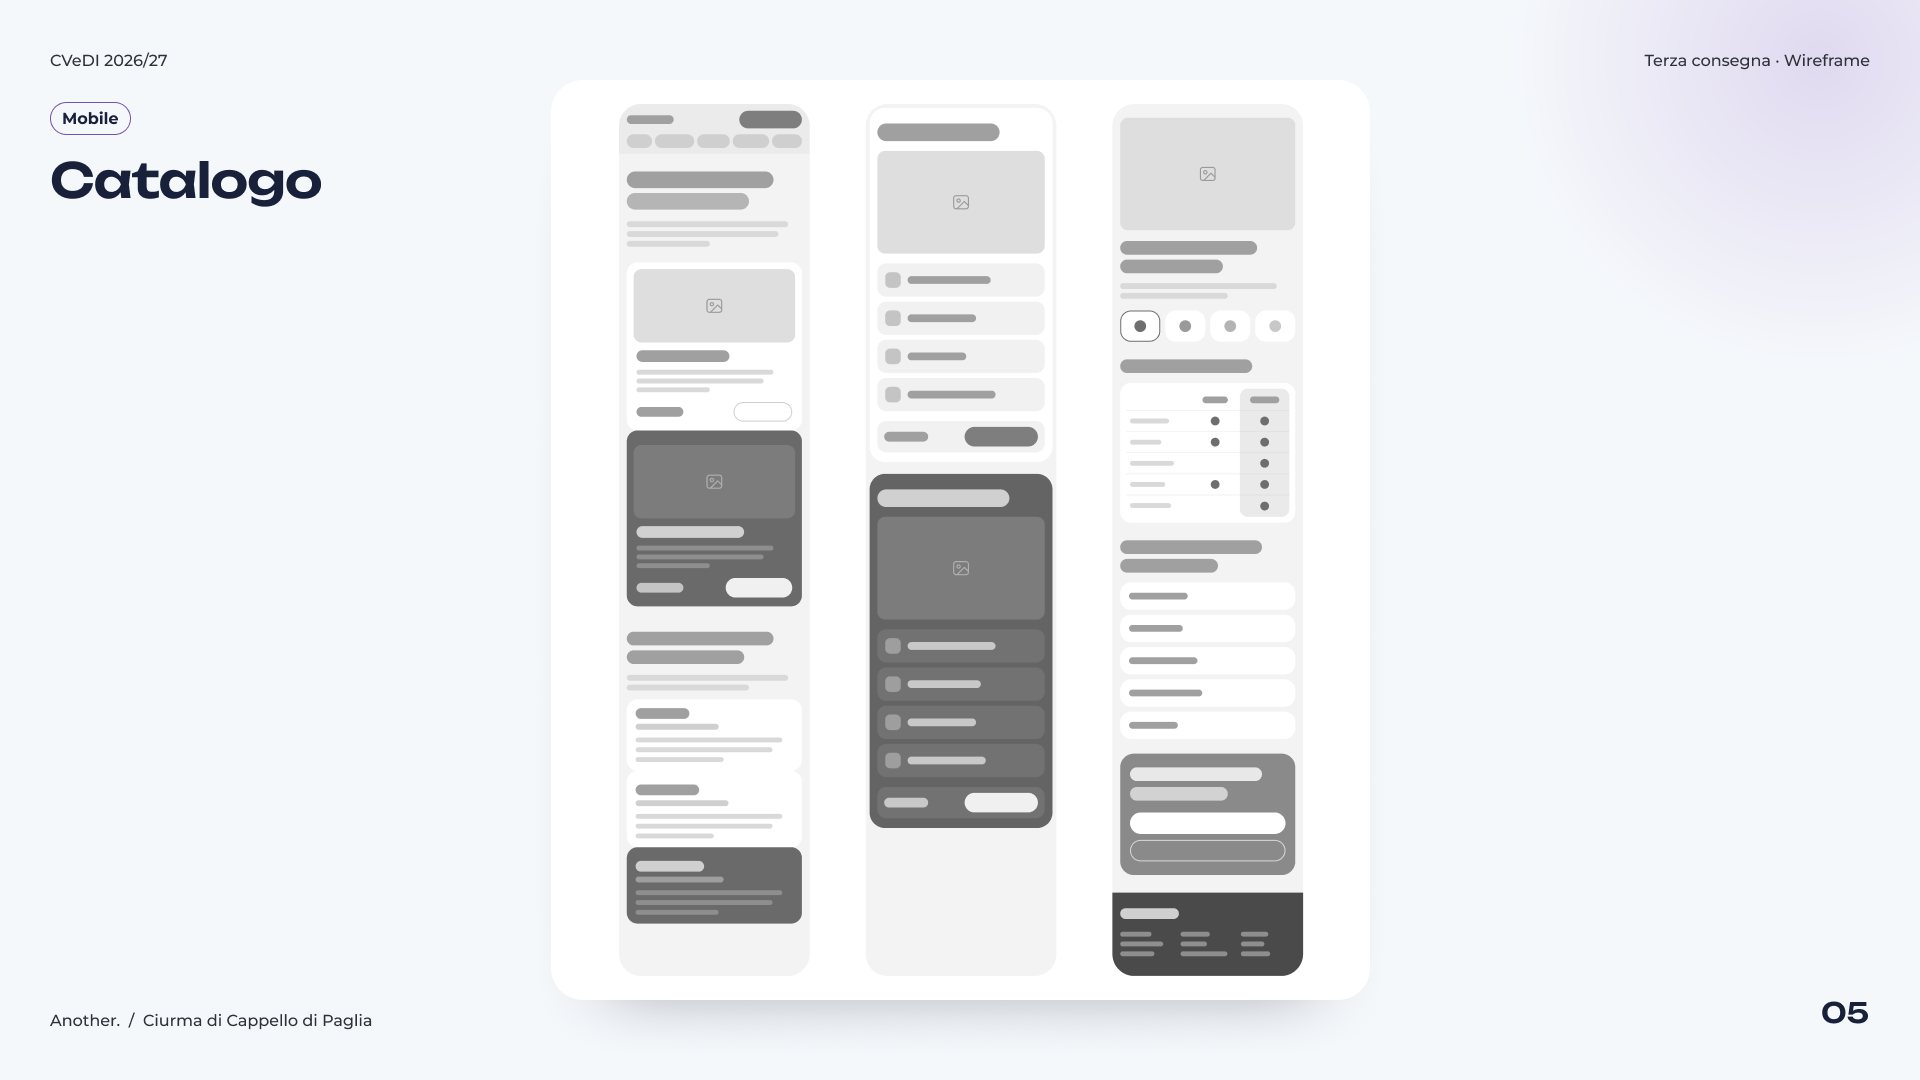 CVeDI 2026/27
Terza consegna · Wireframe
Mobile
Catalogo
Another. / Ciurma di Cappello di Paglia
05